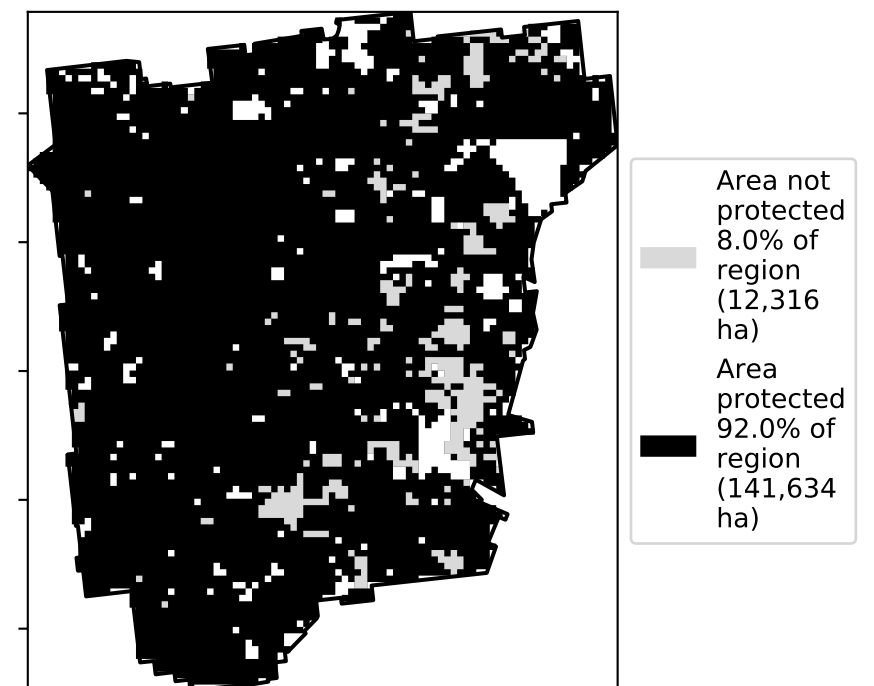 Area not
protected
8.0% of
region
(12,316
ha)
Area
protected
92.0% of
region
(141,634
ha)